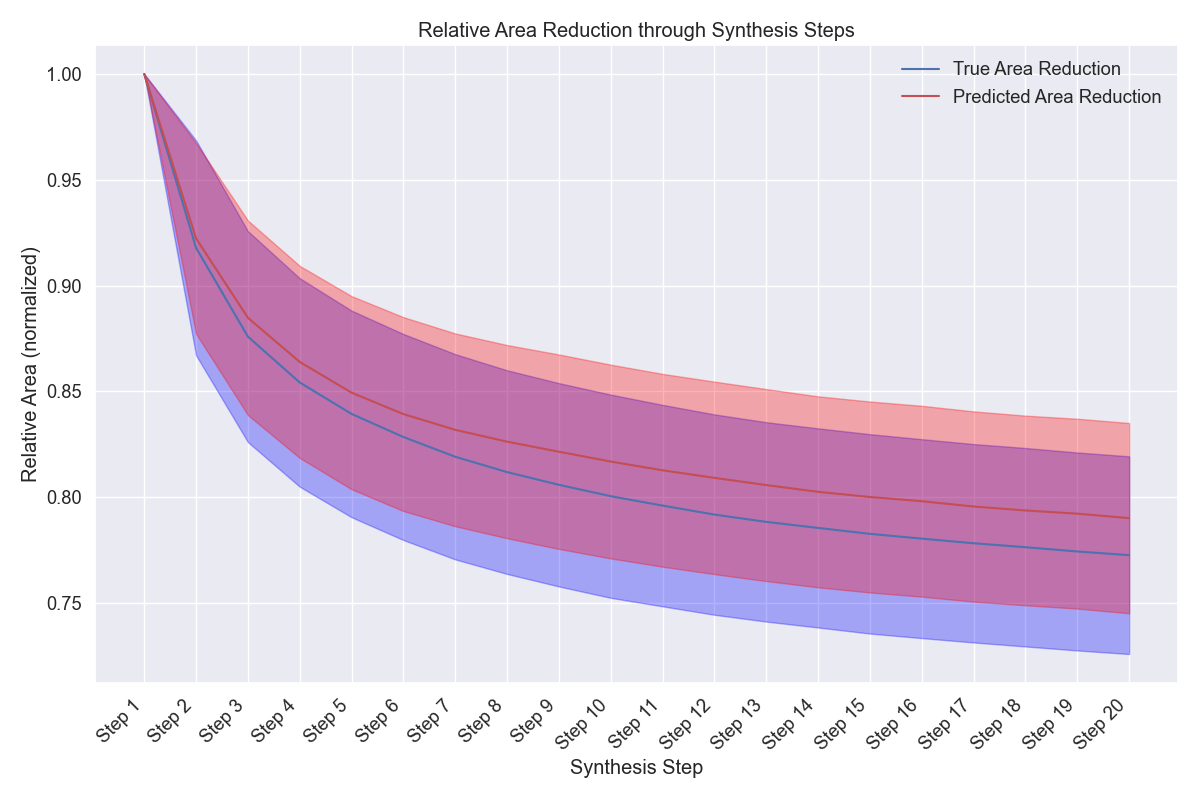 Relative Area Reduction through Synthesis Steps
True Area Reduction
Predicted Area Reduction
Relative Area (normalized)
1.00
0.95
0.90
0.85
0.80
0.75
Step 1
Step 2
Step 3
Step 4
Step 5
Step 6
Step 7
Step 8
Step 9
Step 10
Step 11
Step 12
Step 13
Step 14
Step 15
Step 16
Step 17
Step 18
Step 19
Step 20
Synthesis Step